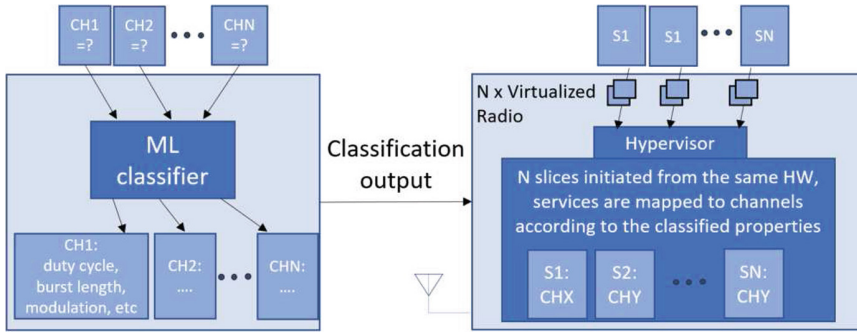 CH1
=?
CH2
=?
CHN
=?
ML
classifier
CH1:
duty cycle,
burst length,
modulation, etc
CH2:
....
CHN:
....
Classification
output
S1
S1
SN
N x Virtualized
Radio
Hypervisor
N slices initiated from the same HW,
services are mapped to channels
according to the classified properties
S1:
CHX
S2:
CHY
SN:
CHY